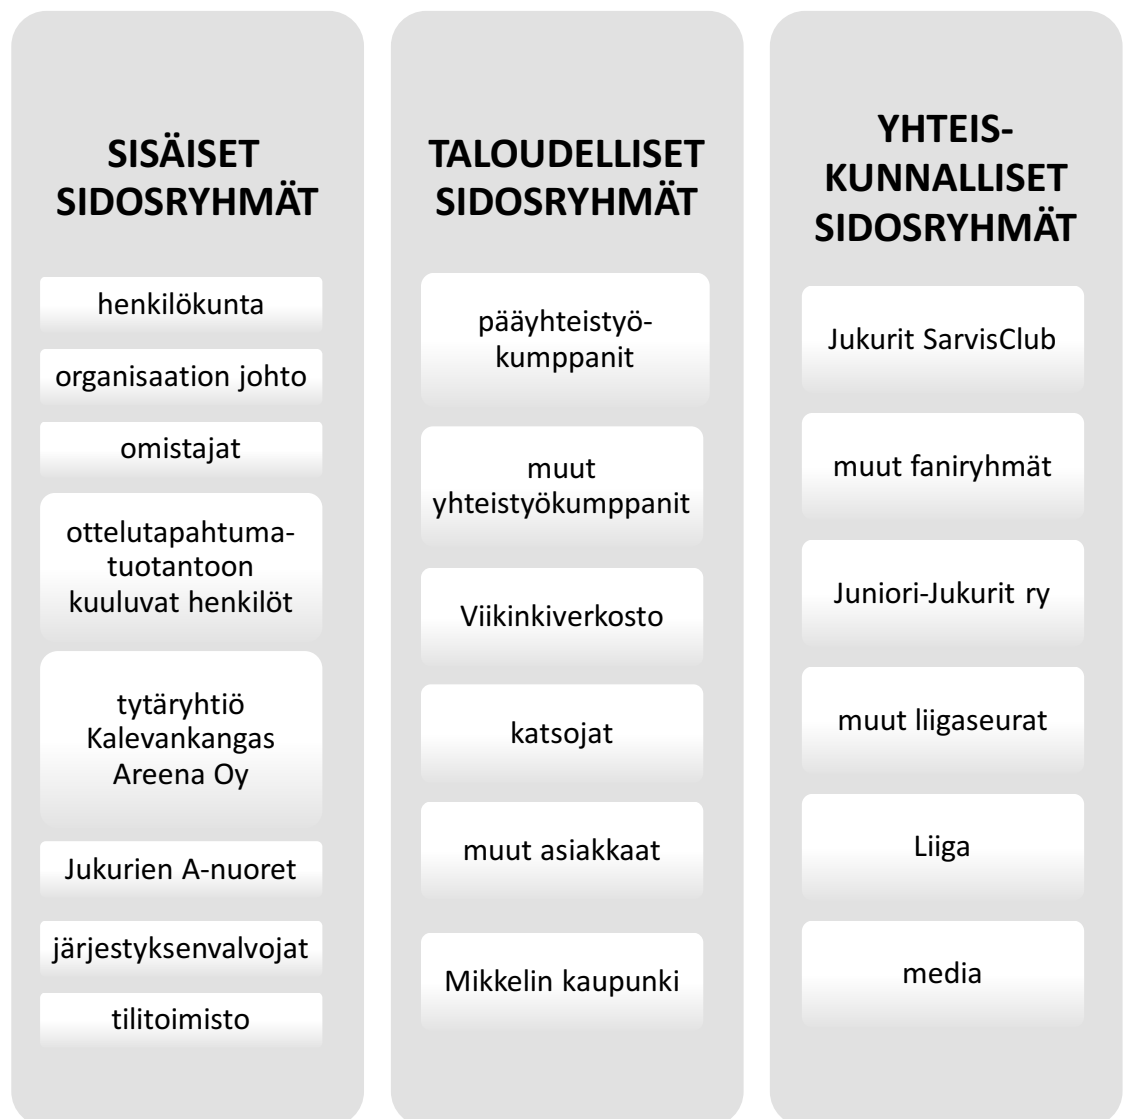 SISÄISET
SIDOSRYHMÄT
henkilökunta
organisaation johto
omistajat
ottelutapahtuma-
tuotantoon
kuuluvat henkilöt
tytäryhtiö
Kalevankangas
Areena Oy
Jukurien A-nuoret
järjestyksenvalvojat
tilitoimisto
TALOUDELLISET
SIDOSRYHMÄT
pääyhteistyö-
kumppanit
muut
yhteistyökumppanit
Viikinkiverkosto
katsojat
muut asiakkaat
Mikkelin kaupunki
YHTEIS-
KUNNALLISET
SIDOSRYHMÄT
Jukurit SarvisClub
muut faniryhmät
Juniori-Jukurit ry
muut liigaseurat
Liiga
media